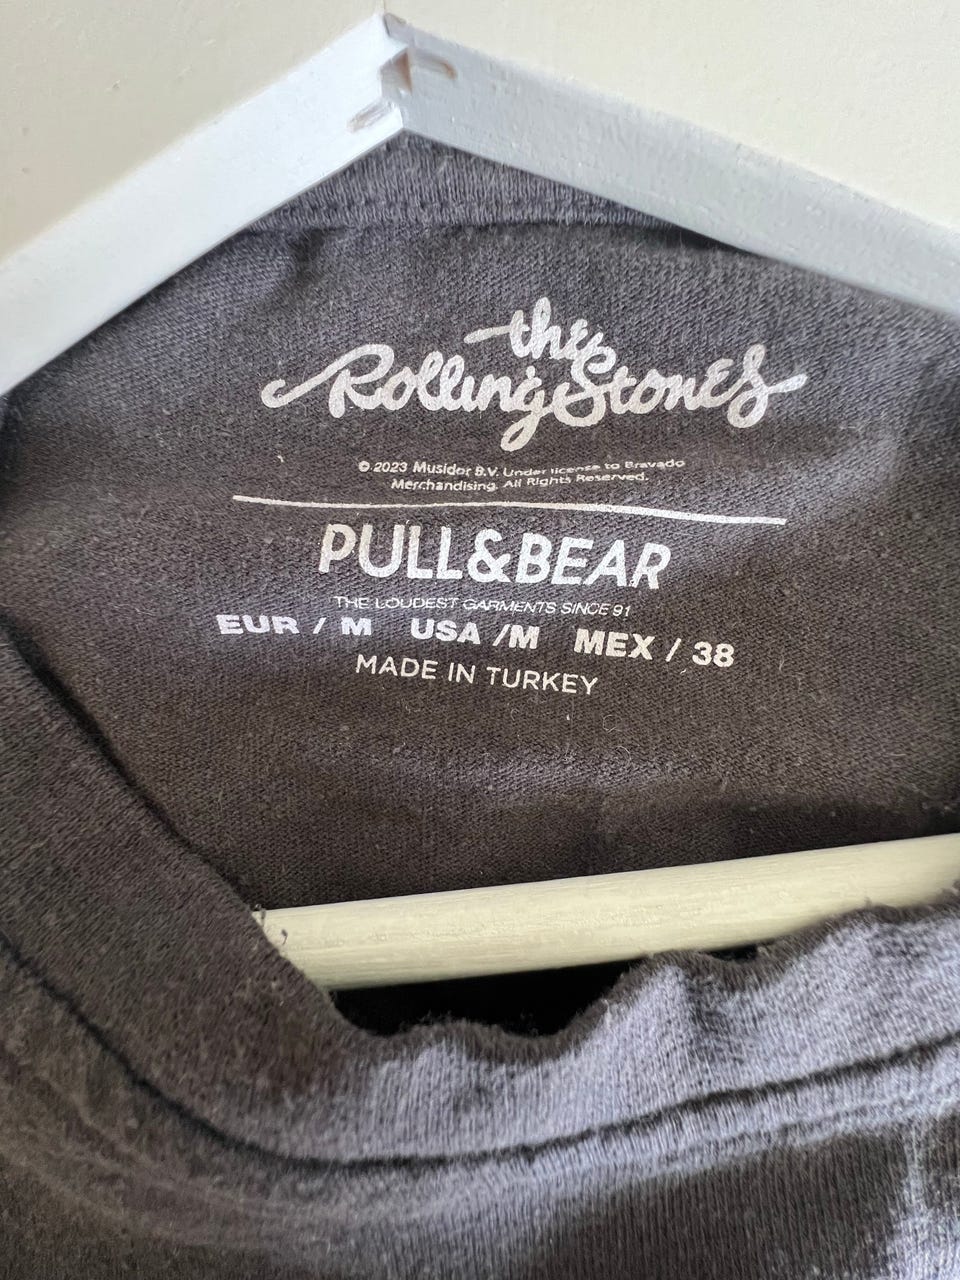 the
Rolling Stones
© 2023 Musidor B.V. Under license to Bravado
Merchandising. All Rights Reserved.
PULL&BEAR
THE LOUDEST GARMENTS SINCE 91
EUR / M USA /M MEX / 38
MADE IN TURKEY